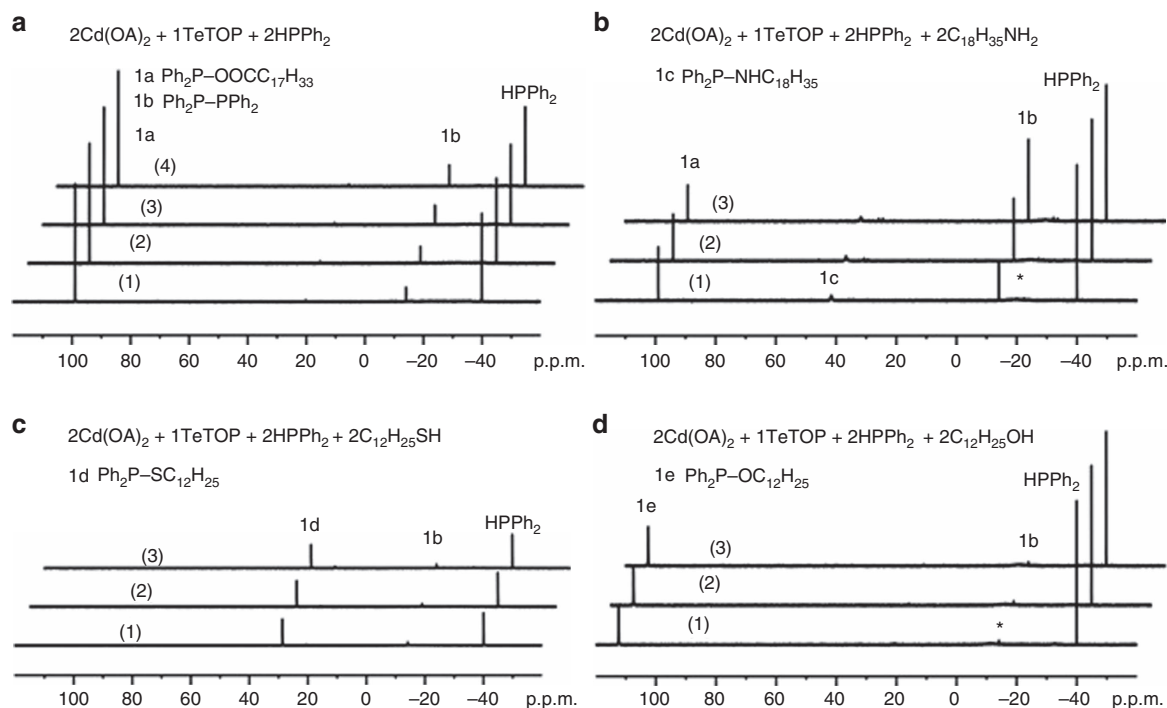 a
2Cd(OA)₂ + 1TeTOP + 2HPPh₂
1a Ph₂P–OOCC₁₇H₃₃
1b Ph₂P–PPh₂
HPPh₂
1a
1b
(4)
(3)
(2)
(1)
100 80 60 40 20 0 –20 –40 p.p.m.
b
2Cd(OA)₂ + 1TeTOP + 2HPPh₂ + 2C₁₈H₃₅NH₂
1c Ph₂P–NHC₁₈H₃₅
HPPh₂
1b
1a
(3)
(2)
(1)
1c
*
100 80 60 40 20 0 –20 –40 p.p.m.
c
2Cd(OA)₂ + 1TeTOP + 2HPPh₂ + 2C₁₂H₂₅SH
1d Ph₂P–SC₁₂H₂₅
HPPh₂
1d
1b
(3)
(2)
(1)
100 80 60 40 20 0 –20 –40 p.p.m.
d
2Cd(OA)₂ + 1TeTOP + 2HPPh₂ + 2C₁₂H₂₅OH
1e Ph₂P–OC₁₂H₂₅
HPPh₂
1e
1b
(3)
(2)
(1)
*
100 80 60 40 20 0 –20 –40 p.p.m.